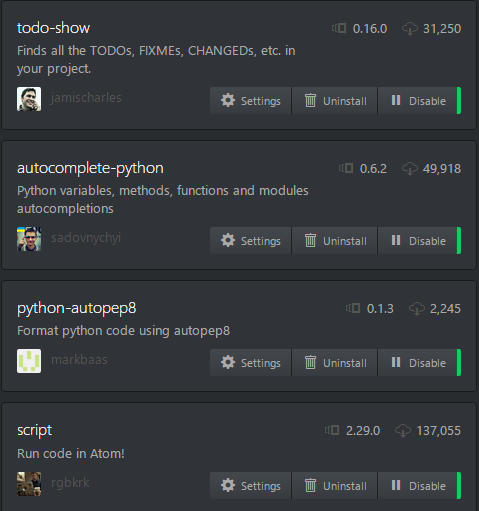 todo-show 0.16.0 31,250
Finds all the TODOs, FIXMEs, CHANGEDs, etc. in
your project.
jamischarles Settings Uninstall Disable
autocomplete-python 0.6.2 49,918
Python variables, methods, functions and modules
autocompletions
sadovnychyi Settings Uninstall Disable
python-autopep8 0.1.3 2,245
Format python code using autopep8
markbaas Settings Uninstall Disable
script 2.29.0 137,055
Run code in Atom!
rgbkrk Settings Uninstall Disable